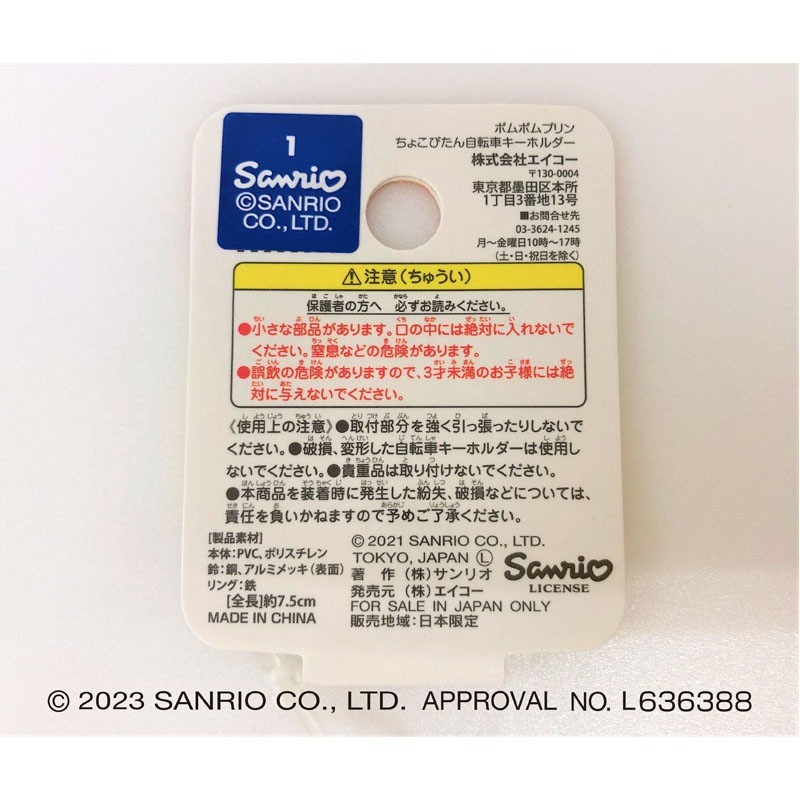 1
Sanrio
©SANRIO
CO., LTD.
ポムポムプリン
ちょこぴたん自転車キーホルダー
株式会社エイコー
〒130-0004
東京都墨田区本所
1丁目3番地13号
■お問合せ先
03-3624-1245
月～金曜日10時～17時
(土・日・祝日を除く)
⚠注意(ちゅうい)
保護者の方へ 必ずお読みください。
●小さな部品があります。口の中には絶対に入れないで
ください。窒息などの危険があります。
●誤飲の危険がありますので、3才未満のお子様には絶
対に与えないでください。
《使用上の注意》●取付部分を強く引っ張ったりしないで
ください。●破損、変形した自転車キーホルダーは使用し
ないでください。●貴重品は取り付けないでください。
●本商品を装着時に発生した紛失、破損などについては、
責任を負いかねますので予めご了承ください。
[製品素材]
本体:PVC、ポリスチレン
鈴:銅、アルミメッキ(表面)
リング:鉄
[全長]約7.5cm
MADE IN CHINA
© 2021 SANRIO CO., LTD.
TOKYO, JAPAN Ⓛ
著 作 (株)サンリオ
発売元 (株)エイコー
FOR SALE IN JAPAN ONLY
販売地域:日本限定
Sanrio
LICENSE
© 2023 SANRIO CO., LTD. APPROVAL NO. L636388